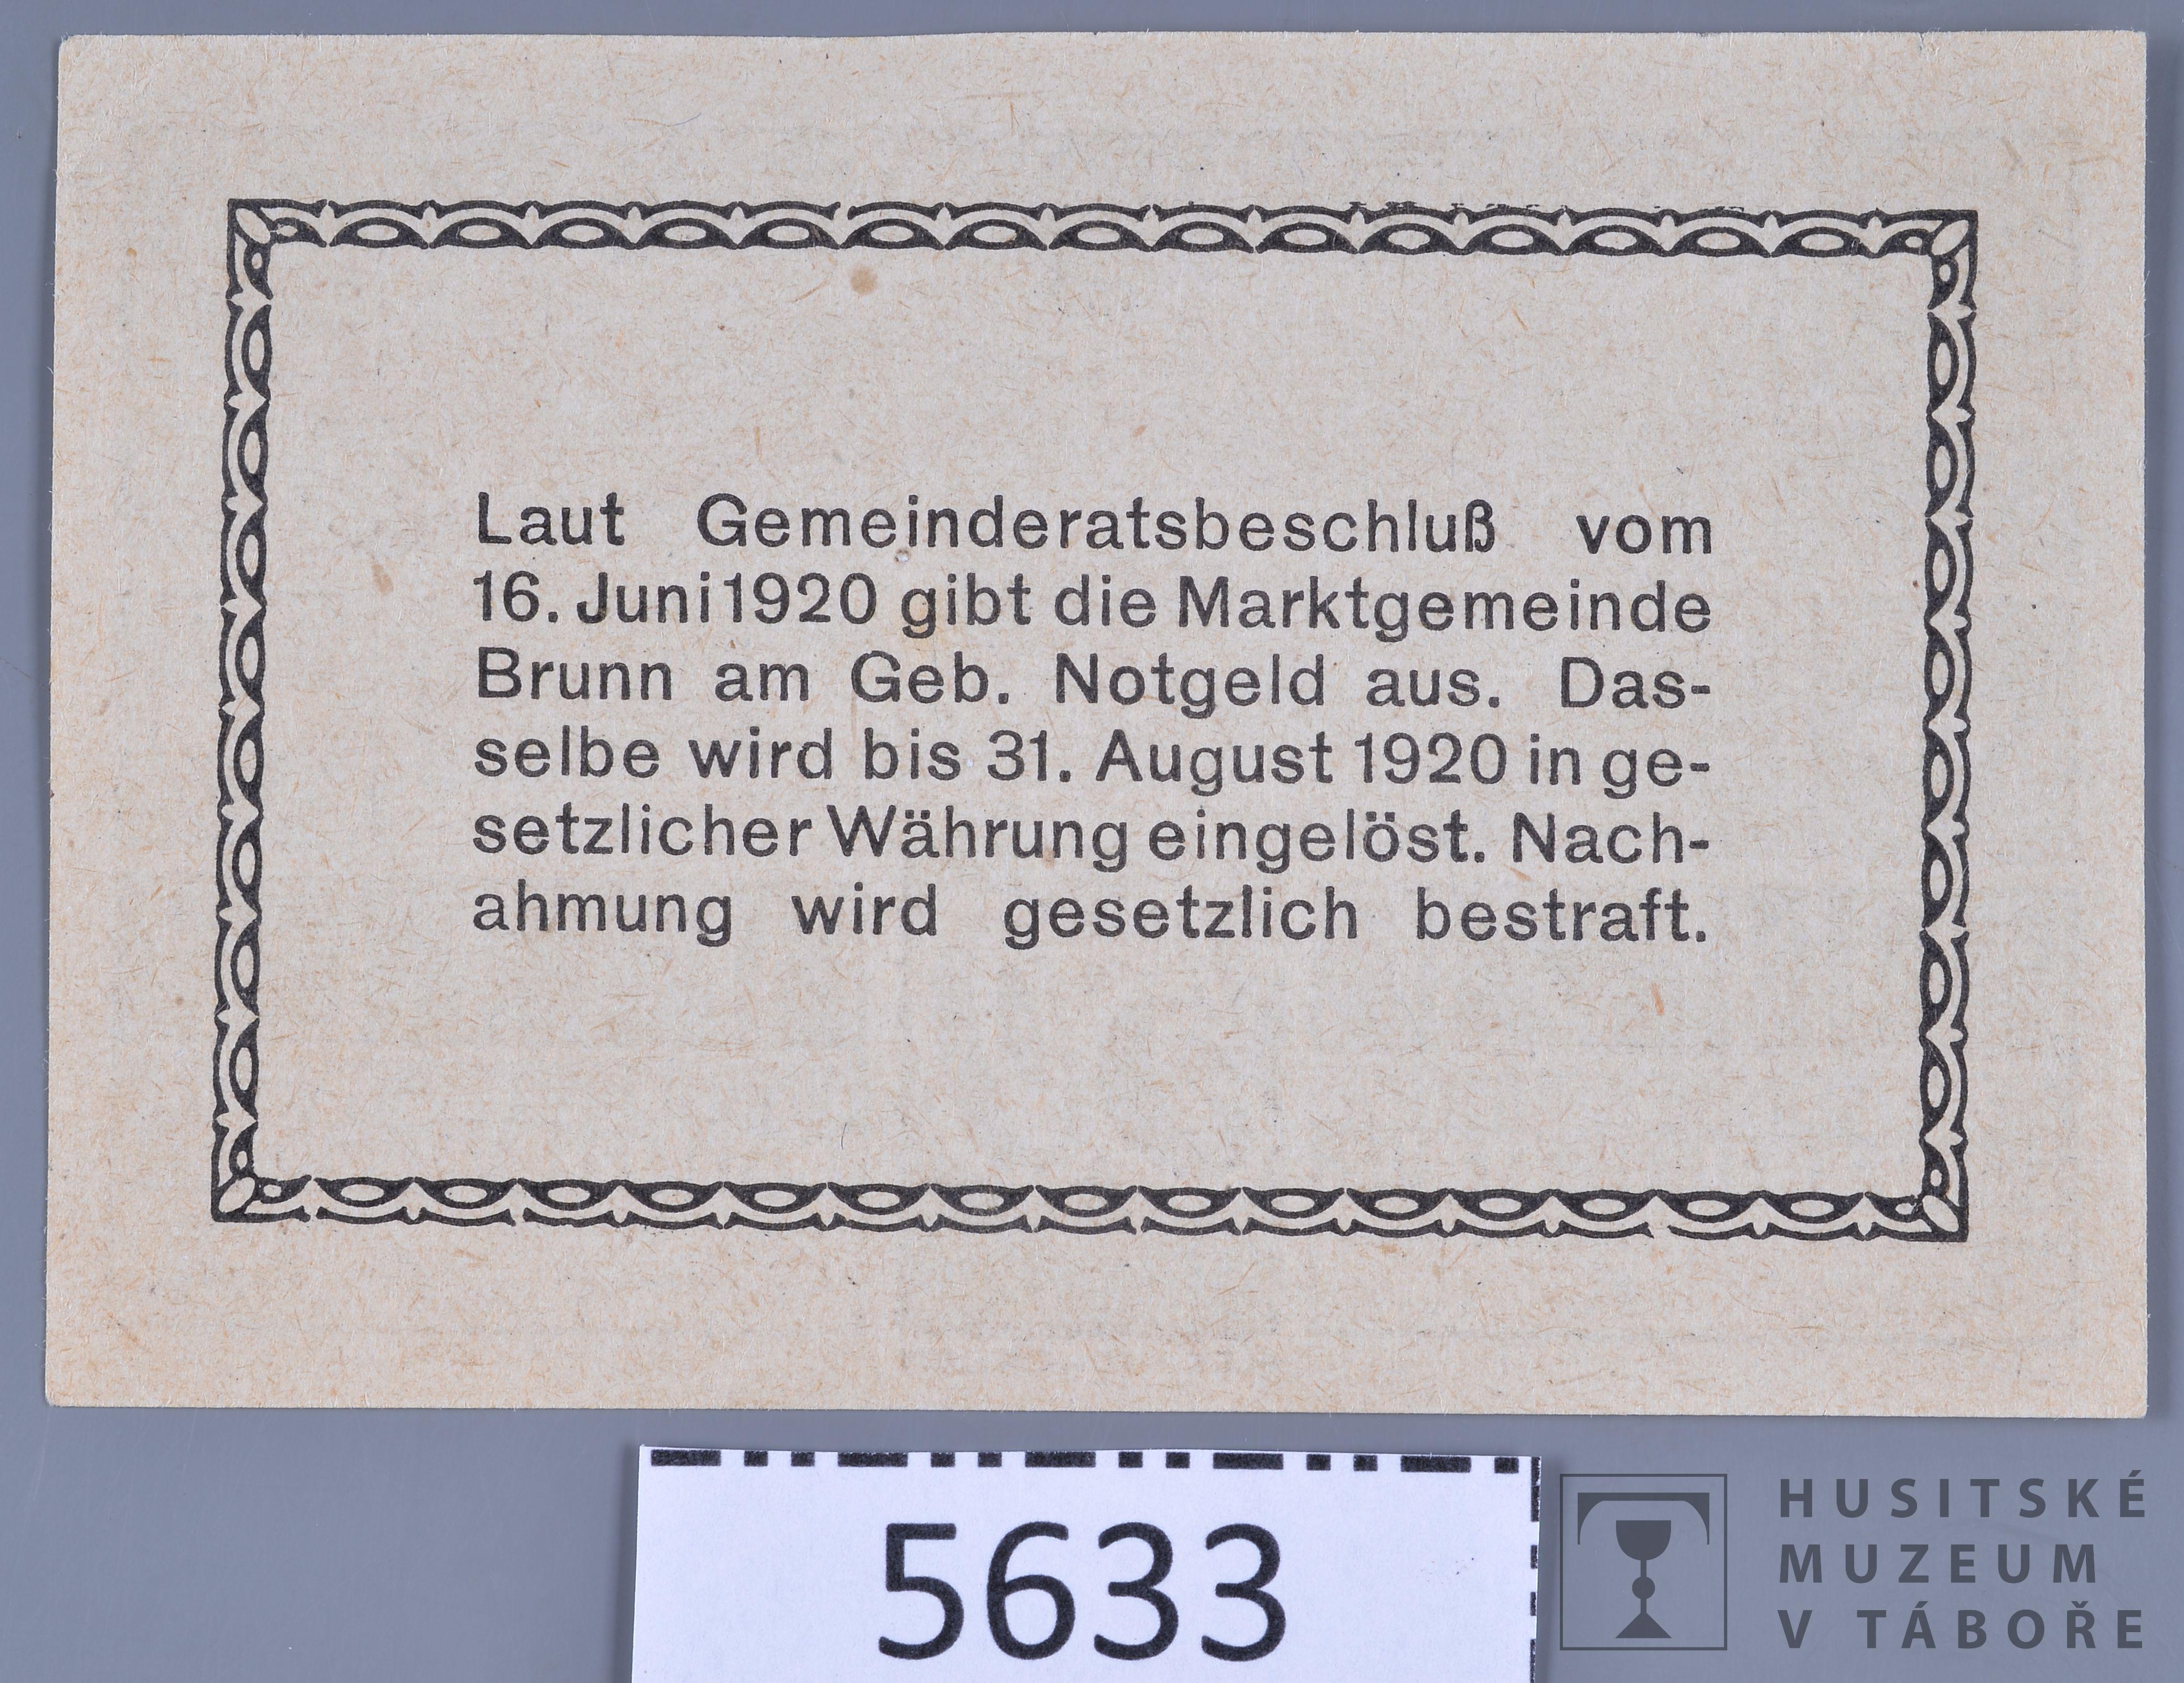 Laut Gemeinderatsbeschluß vom
16. Juni 1920 gibt die Marktgemeinde
Brunn am Geb. Notgeld aus. Das-
selbe wird bis 31. August 1920 in ge-
setzlicher Währung eingelöst. Nach-
ahmung wird gesetzlich bestraft.
5633
HUSITSKÉ
MUZEUM
V TÁBOŘE